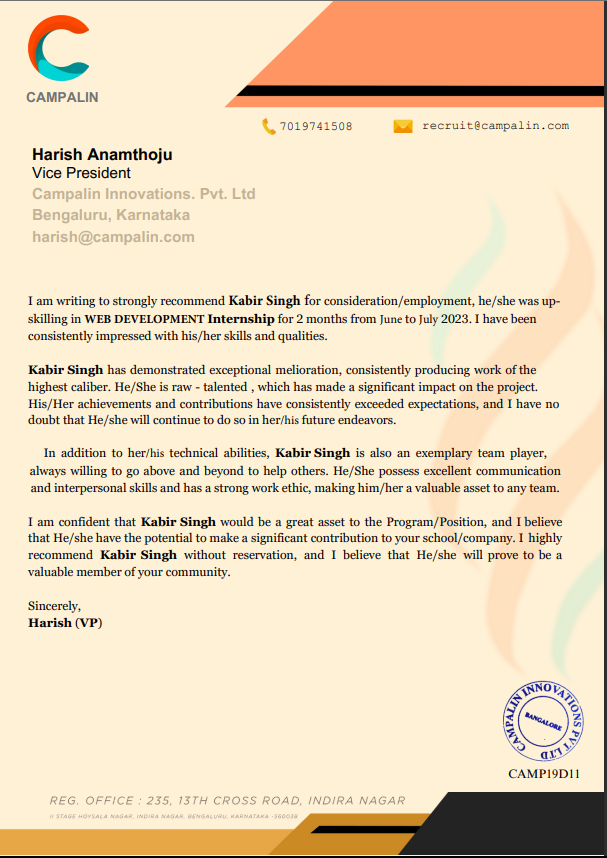 CAMPALIN
7019741508
recruit@campalin.com
Harish Anamthoju
Vice President
Campalin Innovations. Pvt. Ltd
Bengaluru, Karnataka
harish@campalin.com
I am writing to strongly recommend Kabir Singh for consideration/employment, he/she was up-
skilling in WEB DEVELOPMENT Internship for 2 months from June to July 2023. I have been
consistently impressed with his/her skills and qualities.
Kabir Singh has demonstrated exceptional melioration, consistently producing work of the
highest caliber. He/She is raw - talented , which has made a significant impact on the project.
His/Her achievements and contributions have consistently exceeded expectations, and I have no
doubt that He/she will continue to do so in her/his future endeavors.
In addition to her/his technical abilities, Kabir Singh is also an exemplary team player,
always willing to go above and beyond to help others. He/She possess excellent communication
and interpersonal skills and has a strong work ethic, making him/her a valuable asset to any team.
I am confident that Kabir Singh would be a great asset to the Program/Position, and I believe
that He/she have the potential to make a significant contribution to your school/company. I highly
recommend Kabir Singh without reservation, and I believe that He/she will prove to be a
valuable member of your community.
Sincerely,
Harish (VP)
CAMPALIN INNOVATIONS PVT LTD
BANGALORE
CAMP19D11
REG. OFFICE : 235, 13TH CROSS ROAD, INDIRA NAGAR
II STAGE HOYSALA NAGAR, INDIRA NAGAR, BENGALURU, KARNATAKA -560038